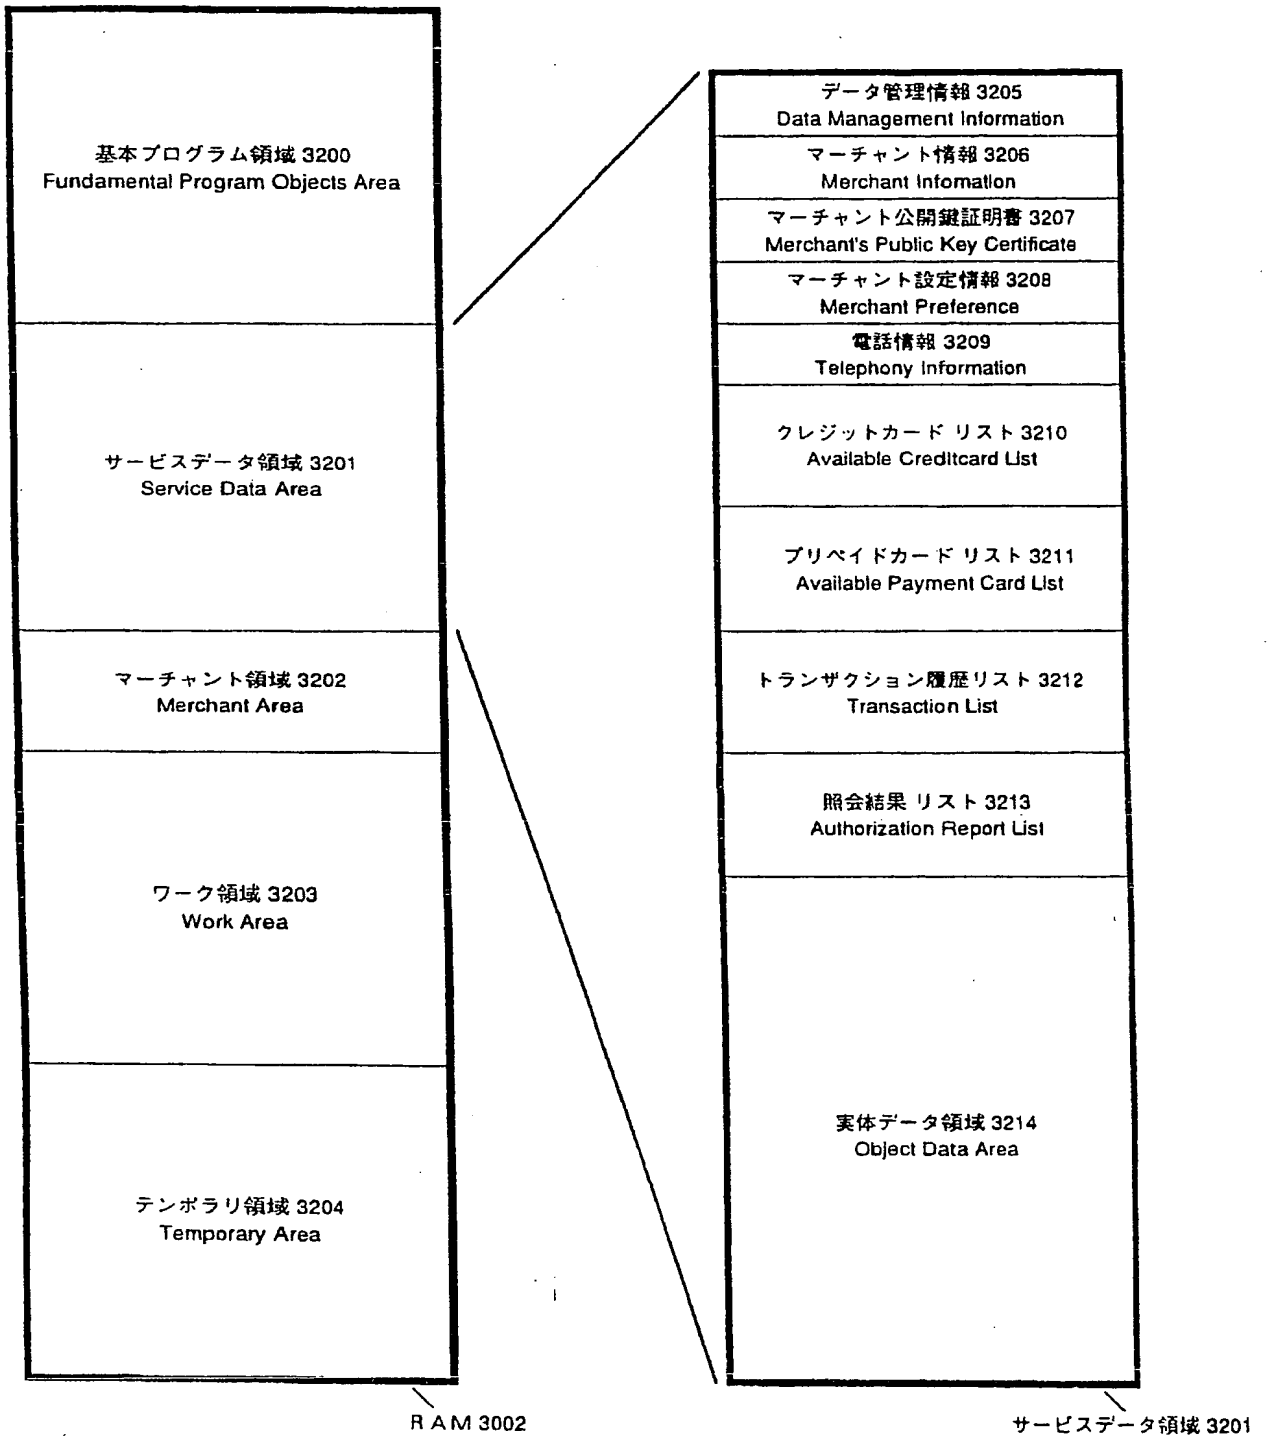 基本プログラム領域 3200
Fundamental Program Objects Area
サービスデータ領域 3201
Service Data Area
マーチャント領域 3202
Merchant Area
ワーク領域 3203
Work Area
テンポラリ領域 3204
Temporary Area
RAM 3002
データ管理情報 3205
Data Management Information
マーチャント情報 3206
Merchant Infomation
マーチャント公開鍵証明書 3207
Merchant's Public Key Certificate
マーチャント設定情報 3208
Merchant Preference
電話情報 3209
Telephony Information
クレジットカード リスト 3210
Available Creditcard List
プリペイドカード リスト 3211
Available Payment Card List
トランザクション履歴リスト 3212
Transaction List
照会結果 リスト 3213
Authorization Report List
実体データ領域 3214
Object Data Area
サービスデータ領域 3201